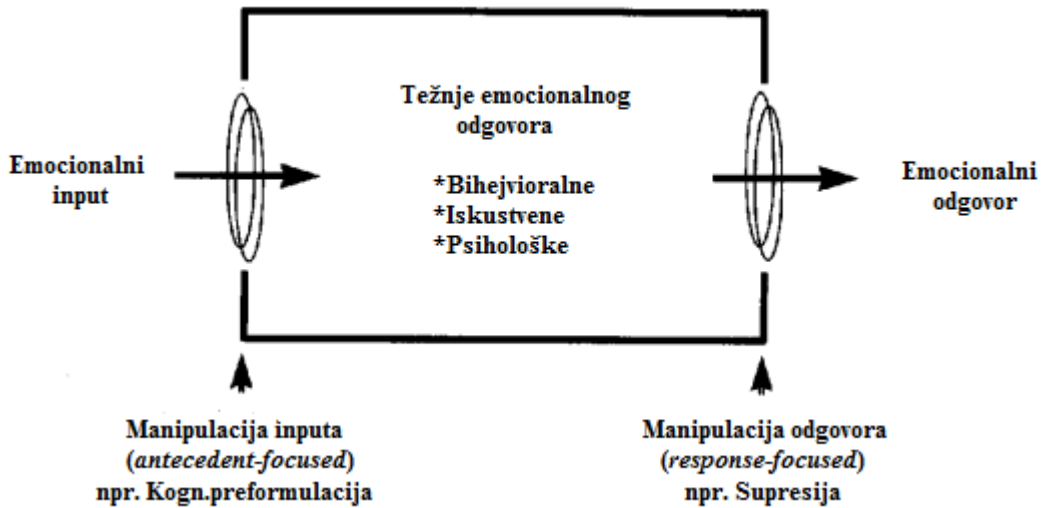 Težnje emocionalnog
odgovora
Emocionalni
input
*Bihejvioralne
*Iskustvene
*Psihološke
Emocionalni
odgovor
Manipulacija inputa
(antecedent-focused)
npr. Kogn.preformulacija
Manipulacija odgovora
(response-focused)
npr. Supresija